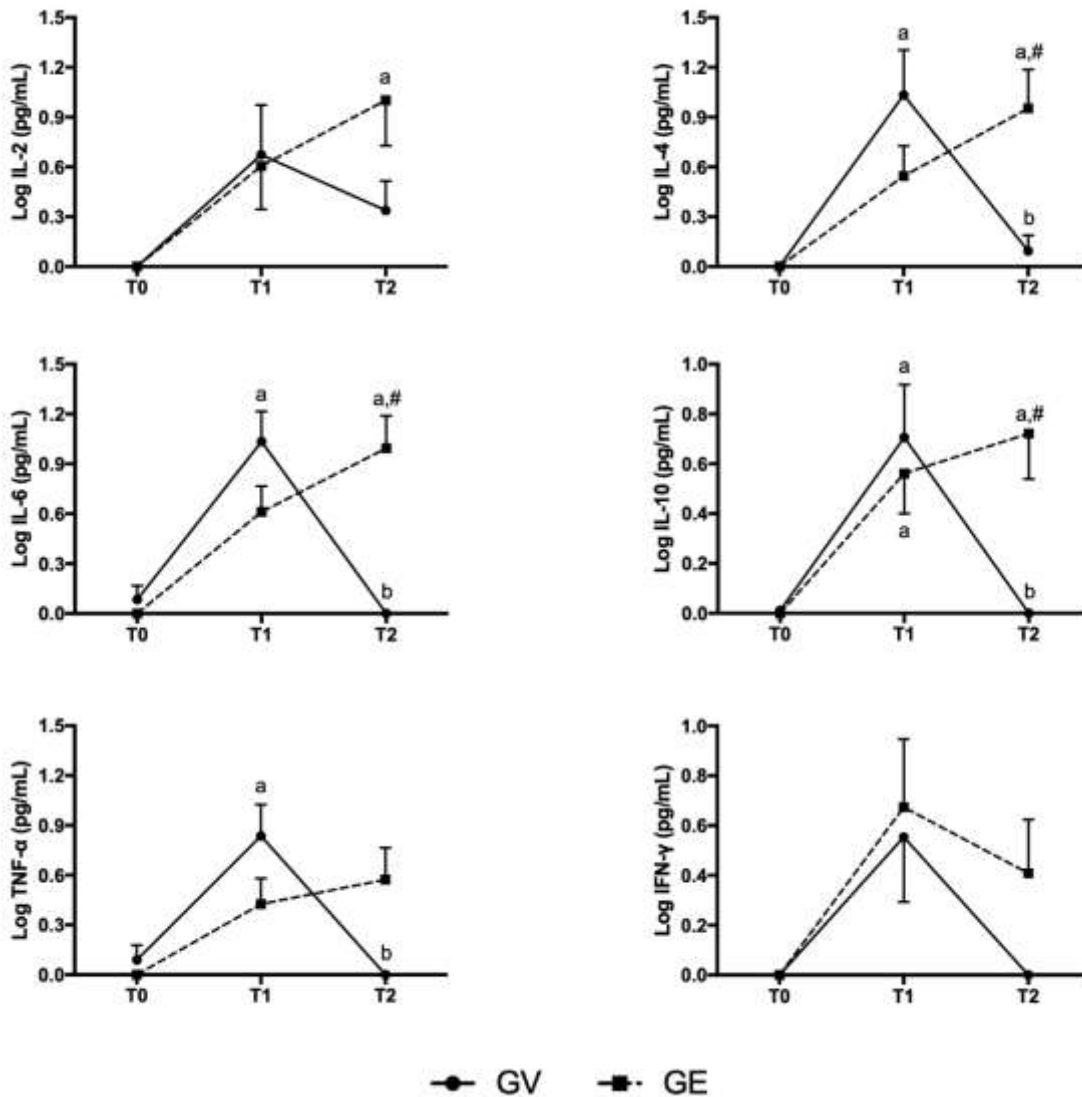 Log IL-2 (pg/mL)
1.5
1.2
0.9
0.6
0.3
0.0
a
T0 T1 T2
Log IL-4 (pg/mL)
1.5
1.2
0.9
0.6
0.3
0.0
a
a,#
b
T0 T1 T2
Log IL-6 (pg/mL)
1.5
1.2
0.9
0.6
0.3
0.0
a
a,#
b
T0 T1 T2
Log IL-10 (pg/mL)
1.0
0.8
0.6
0.4
0.2
0.0
a
a,#
a
b
T0 T1 T2
Log TNF-α (pg/mL)
1.5
1.2
0.9
0.6
0.3
0.0
a
b
T0 T1 T2
Log IFN-γ (pg/mL)
1.0
0.8
0.6
0.4
0.2
0.0
T0 T1 T2
GV GE